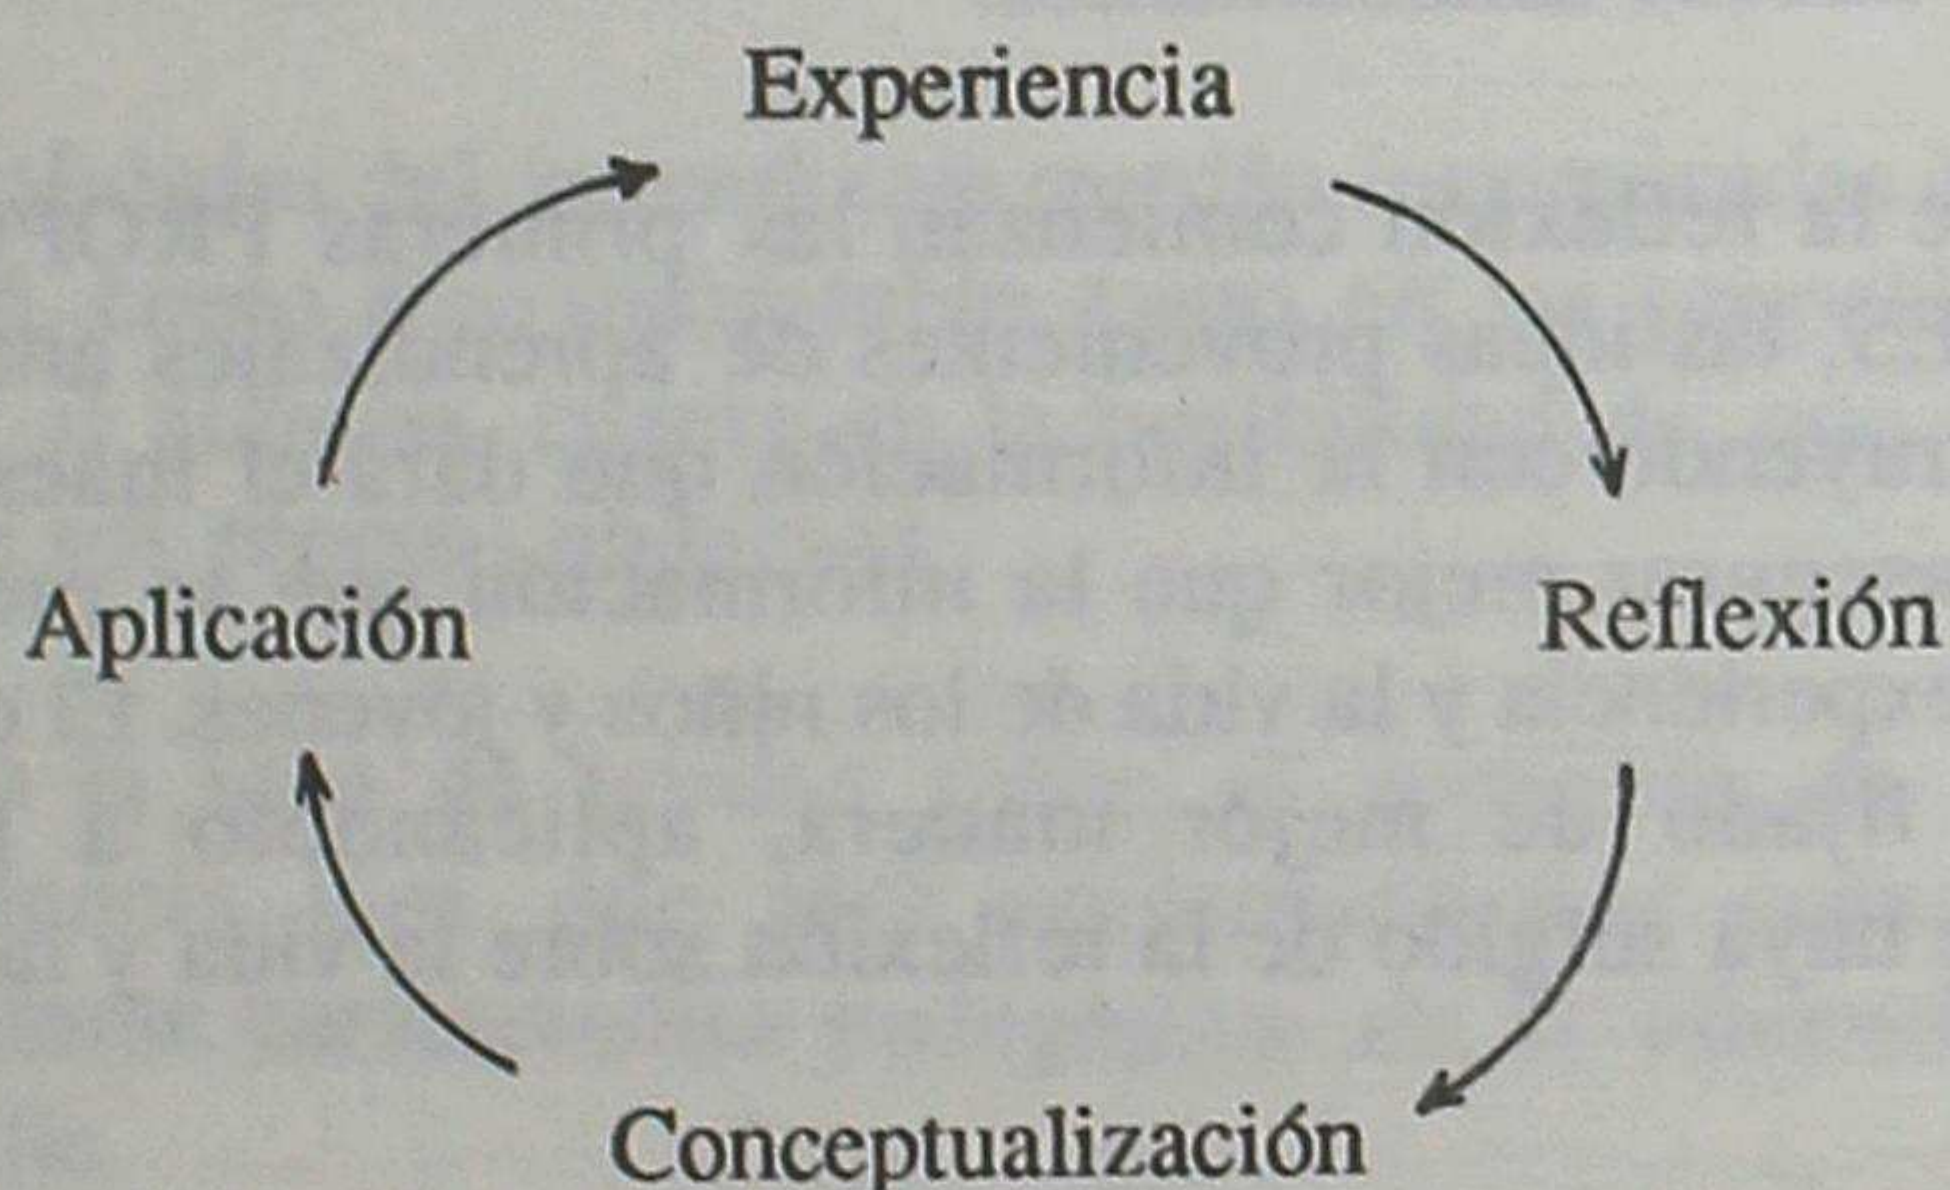 Experiencia
Aplicación
Reflexión
Conceptualización